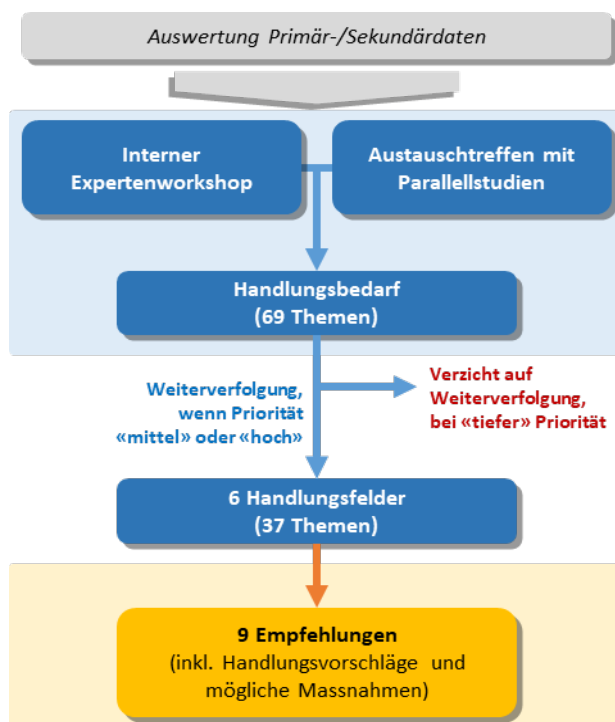 Auswertung Primär-/Sekundärdaten
Interner
Expertenworkshop
Austauschtreffen mit
Parallellstudien
Handlungsbedarf
(69 Themen)
Weiterverfolgung,
wenn Priorität
«mittel» oder «hoch»
Verzicht auf
Weiterverfolgung,
bei «tiefer» Priorität
6 Handlungsfelder
(37 Themen)
9 Empfehlungen
(inkl. Handlungsvorschläge und
mögliche Massnahmen)